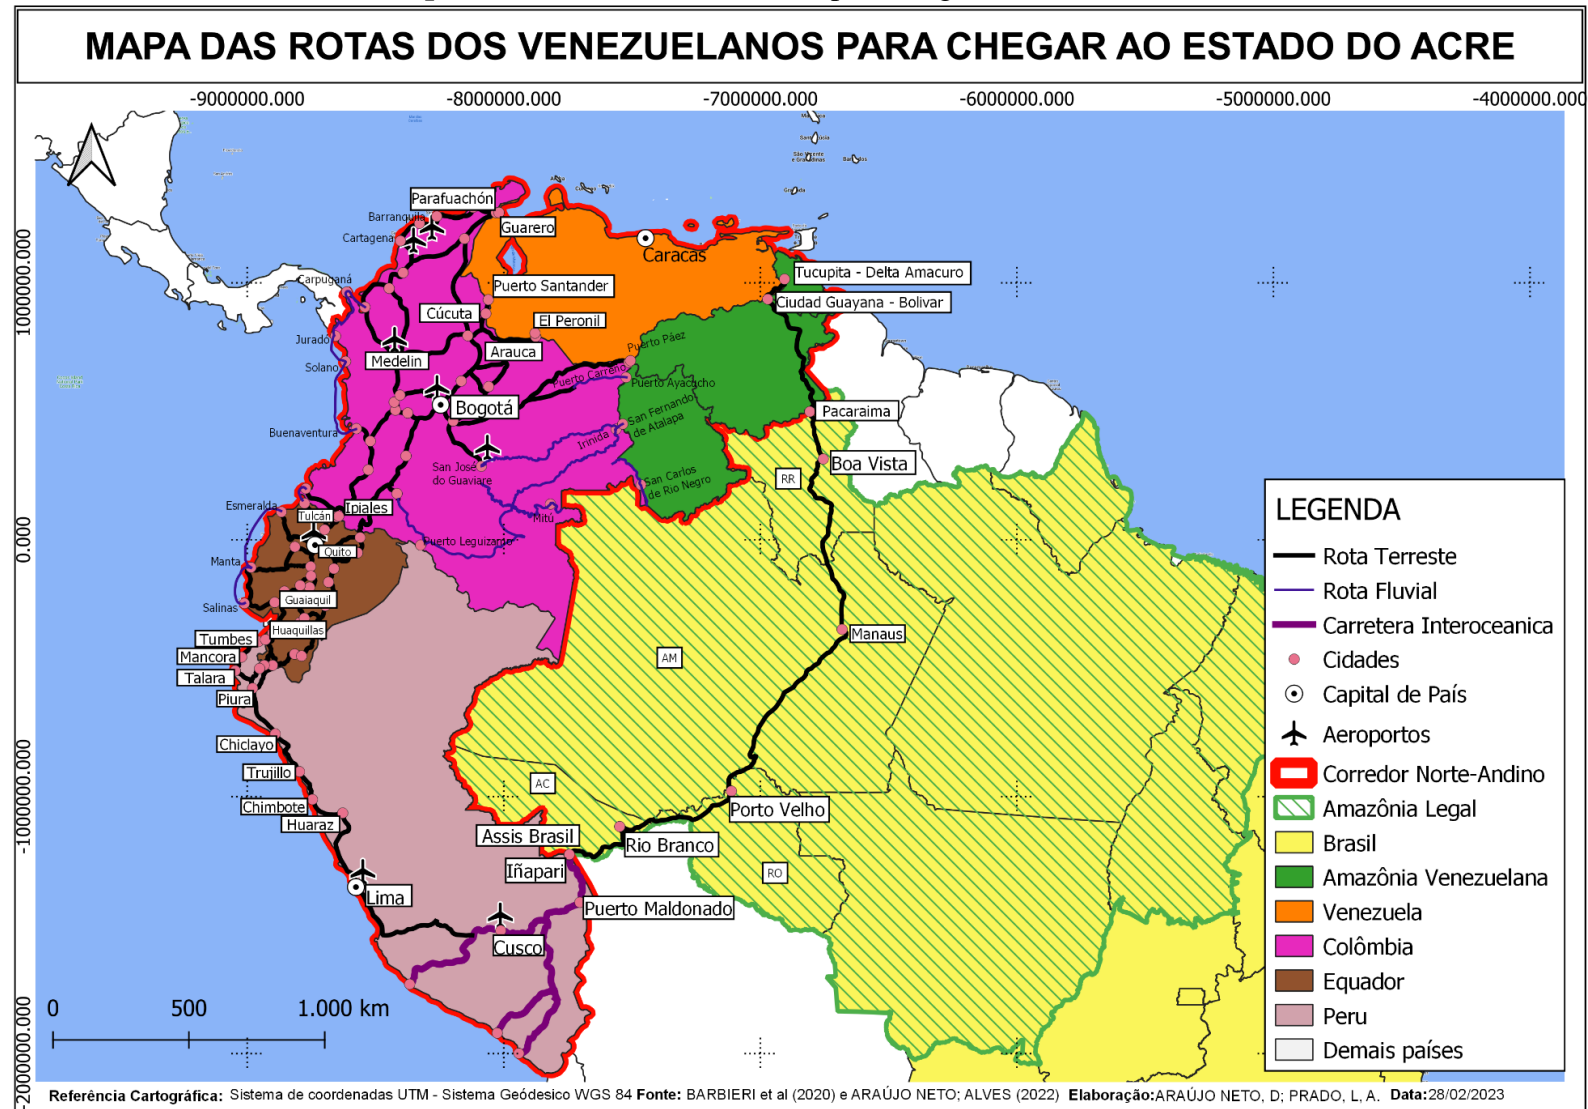 MAPA DAS ROTAS DOS VENEZUELANOS PARA CHEGAR AO ESTADO DO ACRE
-9000000.000 -8000000.000 -7000000.000 -6000000.000 -5000000.000 -4000000.000
1000000.000
0.000
-1000000.000
-2000000.000
Parafuachón
Barranquila
Guarero
Cartagena
Caracas
Tucupita - Delta Amacuro
Carpuganá
Puerto Santander
Ciudad Guayana - Bolivar
Cúcuta
El Peronil
Jurado
Puerto Páez
Medelin
Arauca
Solano
Puerto Carreño
Puerto Ayacucho
Bogotá
San Fernando
de Atalapa
Pacaraima
Buenaventura
Irinida
San José
do Guaviare
Boa Vista
RR
San Carlos
de Rio Negro
Esmeralda
Tulcán
Ipiales
Mitú
Quito
Puerto Leguizamo
Manta
Guaiaquil
Salinas
Huaquillas
Tumbes
Manaus
Mancora
AM
Talara
Piura
Chiclayo
Trujillo
AC
Chimbote
Porto Velho
Huaraz
Assis Brasil
Rio Branco
Iñapari
RO
Lima
Puerto Maldonado
Cusco
0 500 1.000 km
LEGENDA
Rota Terreste
Rota Fluvial
Carretera Interoceanica
Cidades
Capital de País
Aeroportos
Corredor Norte-Andino
Amazônia Legal
Brasil
Amazônia Venezuelana
Venezuela
Colômbia
Equador
Peru
Demais países
Referência Cartográfica: Sistema de coordenadas UTM - Sistema Geódesico WGS 84 Fonte: BARBIERI et al (2020) e ARAÚJO NETO; ALVES (2022) Elaboração:ARAÚJO NETO, D; PRADO, L, A. Data:28/02/2023